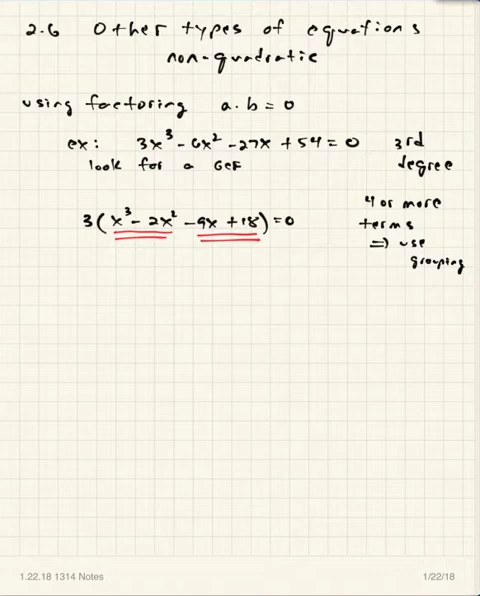 2.6 Other types of equations
non-quadratic
using factoring a·b=0
ex: 3x³ - 6x² - 27x + 54 = 0 3rd
look for a GCF degree
4 or more
3(x³ - 2x² - 9x + 18) = 0 terms
=) use
grouping
1.22.18 1314 Notes 1/22/18